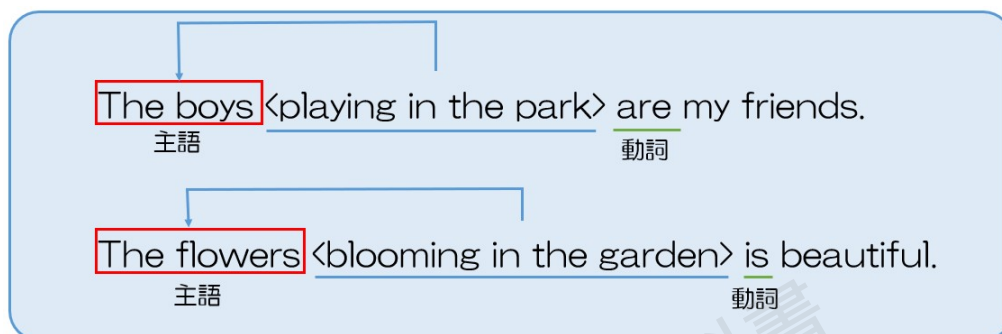 The boys <playing in the park> are my friends.
主語 動詞
The flowers <blooming in the garden> is beautiful.
主語 動詞
書